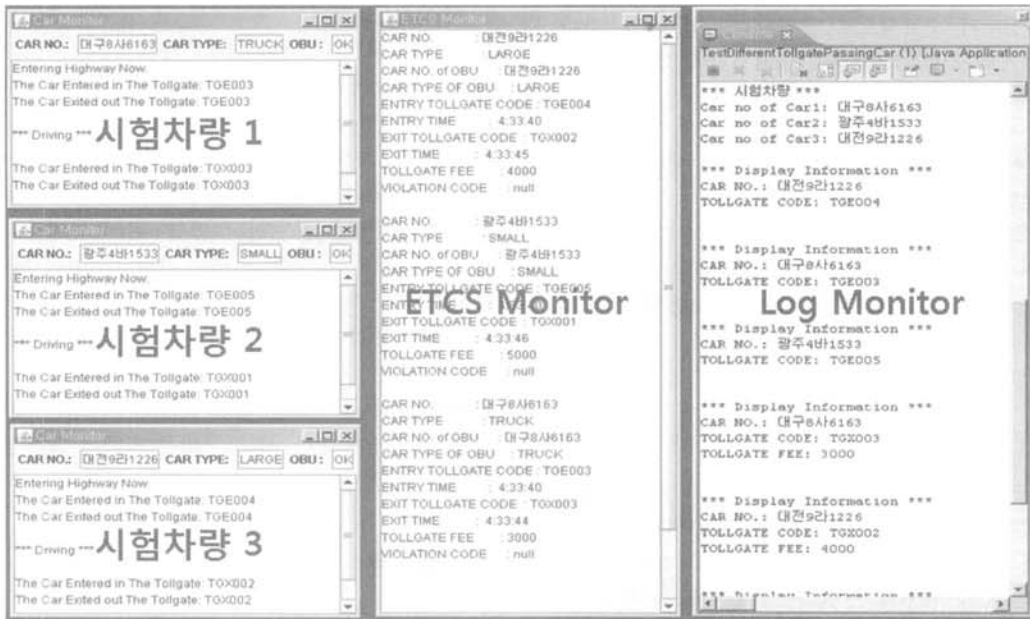 Car Monitor
CAR NO.: 대구8사6163 CAR TYPE: TRUCK OBU: OK
Entering Highway Now.
The Car Entered in The Tollgate: TGE003
The Car Exited out The Tollgate: TGE003
*** Driving *** 시험차량 1
The Car Entered in The Tollgate: TGX003
The Car Exited out The Tollgate: TGX003
Car Monitor
CAR NO.: 광주4바1533 CAR TYPE: SMALL OBU: OK
Entering Highway Now.
The Car Entered in The Tollgate: TGE005
The Car Exited out The Tollgate: TGE005
*** Driving *** 시험차량 2
The Car Entered in The Tollgate: TGX001
The Car Exited out The Tollgate: TGX001
Car Monitor
CAR NO.: 대전9라1226 CAR TYPE: LARGE OBU: OK
Entering Highway Now.
The Car Entered in The Tollgate: TGE004
The Car Exited out The Tollgate: TGE004
*** Driving *** 시험차량 3
The Car Entered in The Tollgate: TGX002
The Car Exited out The Tollgate: TGX002
ETCS Monitor
CAR NO. : 대전9라1226
CAR TYPE : LARGE
CAR NO. of OBU : 대전9라1226
CAR TYPE OF OBU : LARGE
ENTRY TOLLGATE CODE : TGE004
ENTRY TIME : 4:33:40
EXIT TOLLGATE CODE : TGX002
EXIT TIME : 4:33:45
TOLLGATE FEE : 4000
VIOLATION CODE : null
CAR NO. : 광주4바1533
CAR TYPE : SMALL
CAR NO. of OBU : 광주4바1533
CAR TYPE OF OBU : SMALL
ENTRY TOLLGATE CODE : TGE005
ENTRY TIME
ETCS Monitor
EXIT TOLLGATE CODE : TGX001
EXIT TIME : 4:33:46
TOLLGATE FEE : 5000
VIOLATION CODE : null
CAR NO. : 대구8사6163
CAR TYPE : TRUCK
CAR NO. of OBU : 대구8사6163
CAR TYPE OF OBU : TRUCK
ENTRY TOLLGATE CODE : TGE003
ENTRY TIME : 4:33:40
EXIT TOLLGATE CODE : TGX003
EXIT TIME : 4:33:44
TOLLGATE FEE : 3000
VIOLATION CODE : null
TestDifferentTollgatePassingCar (1) [Java Application
*** 시험차량 ***
Car no of Car1: 대구8사6163
Car no of Car2: 광주4바1533
Car no of Car3: 대전9라1226
*** Display Information ***
CAR NO.: 대전9라1226
TOLLGATE CODE: TGE004
*** Display Information ***
CAR NO.: 대구8사6163
TOLLGATE CODE: TGE003
Log Monitor
*** Display Information ***
CAR NO.: 광주4바1533
TOLLGATE CODE: TGE005
*** Display Information ***
CAR NO.: 대구8사6163
TOLLGATE CODE: TGX003
TOLLGATE FEE: 3000
*** Display Information ***
CAR NO.: 대전9라1226
TOLLGATE CODE: TGX002
TOLLGATE FEE: 4000
*** Display Information ***